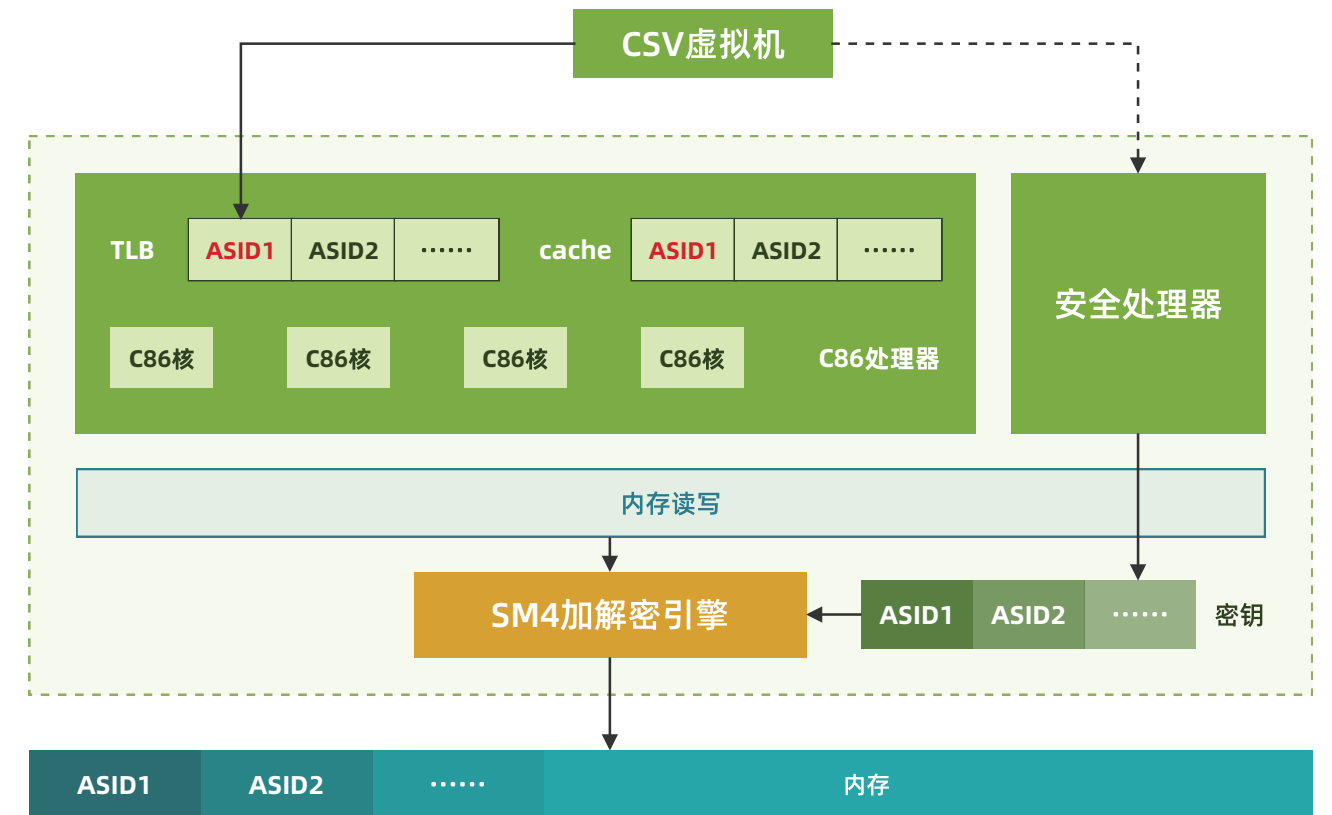 CSV虚拟机
TLB ASID1 ASID2 …… cache ASID1 ASID2 ……
安全处理器
C86核 C86核 C86核 C86核 C86处理器
内存读写
SM4加解密引擎
ASID1 ASID2 …… 密钥
ASID1 ASID2 …… 内存